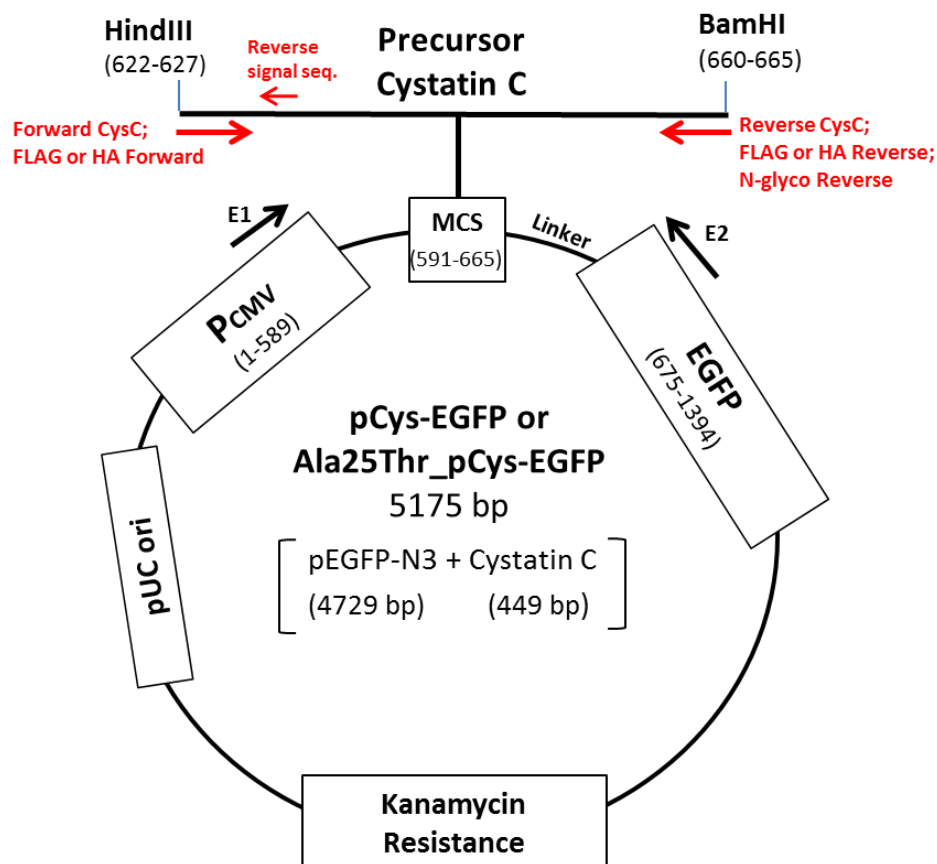 HindIII
(622-627)
Reverse
signal seq.
Precursor
Cystatin C
BamHI
(660-665)
Forward CysC;
FLAG or HA Forward
Reverse CysC;
FLAG or HA Reverse;
N-glyco Reverse
E1
MCS
(591-665)
Linker
E2
PCMV
(1-589)
EGFP
(675-1394)
pUC ori
pCys-EGFP or
Ala25Thr_pCys-EGFP
5175 bp
pEGFP-N3 + Cystatin C
(4729 bp) (449 bp)
Kanamycin
Resistance